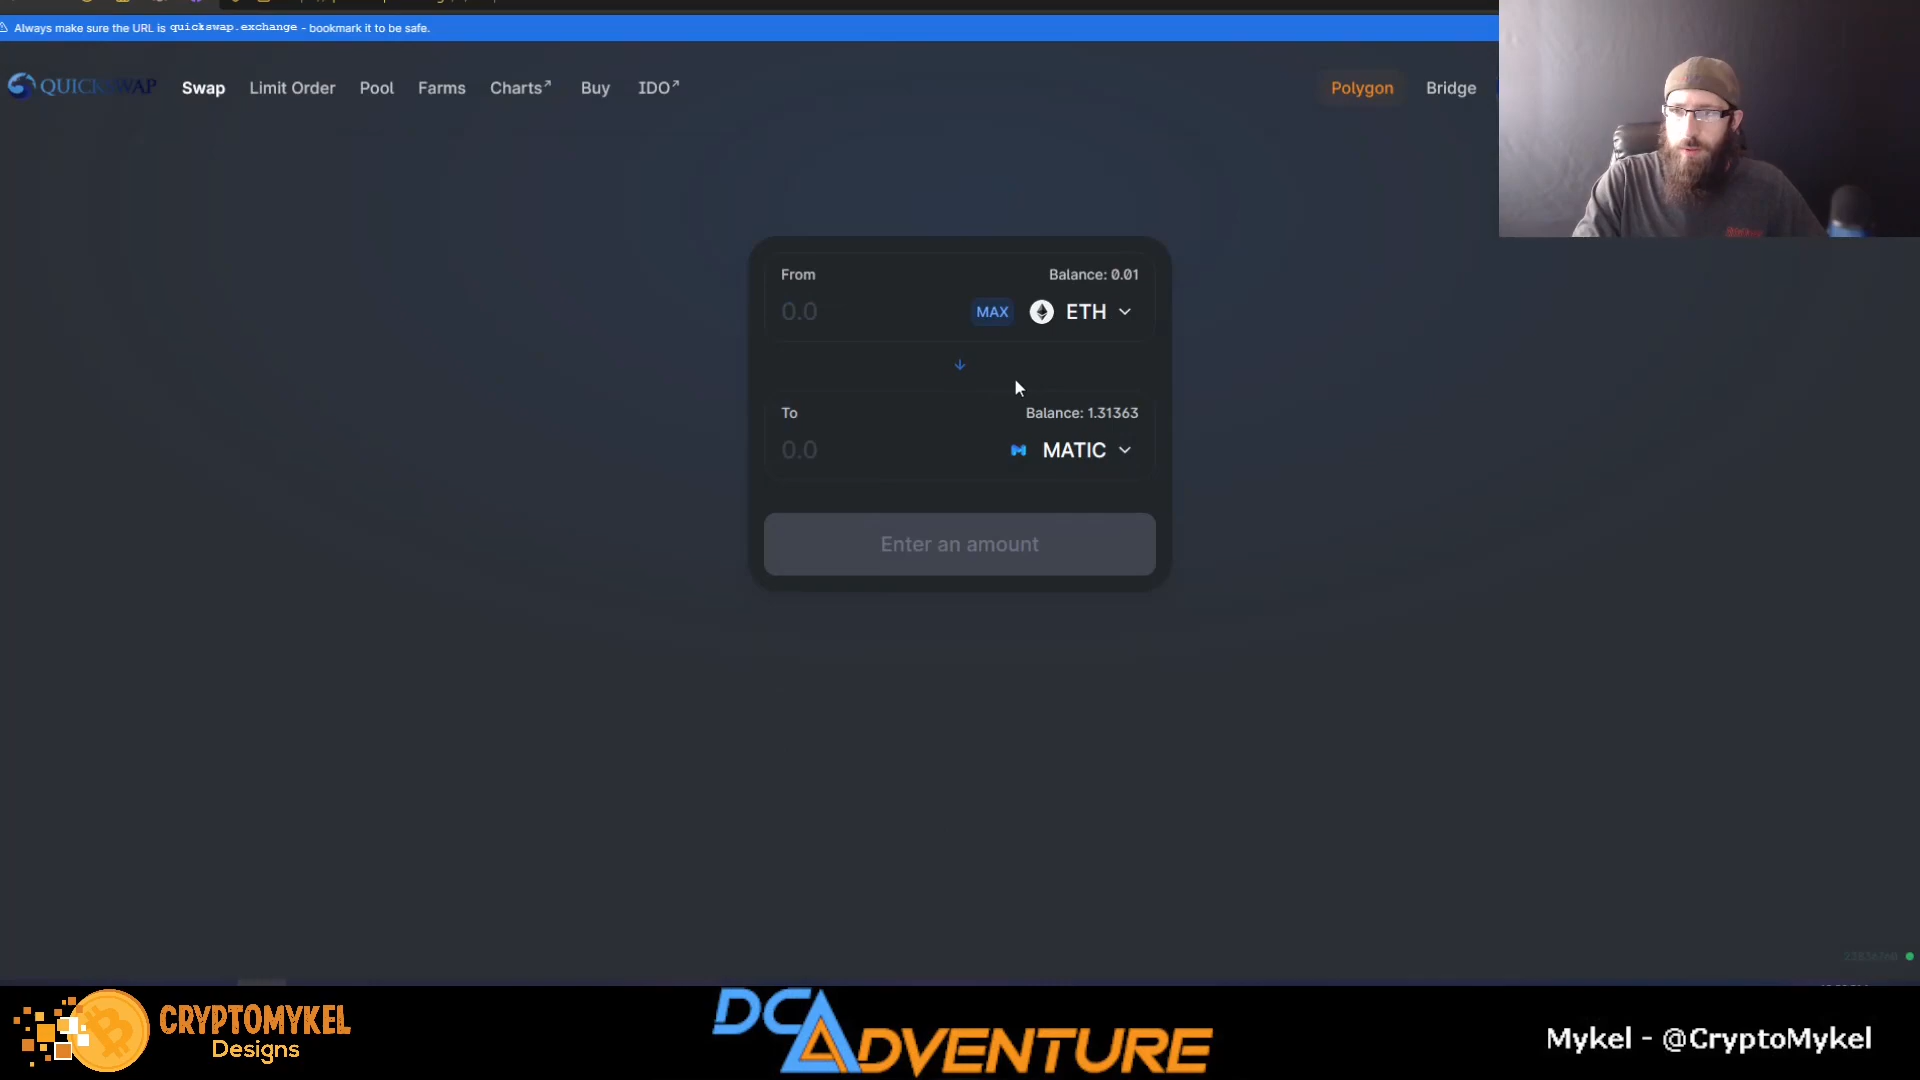 Always make sure the URL is quickswap.exchange - bookmark it to be safe.
QUICKSWAP
Swap
Limit Order
Pool
Farms
Charts↗
Buy
IDO↗
Polygon
Bridge
From
Balance: 0.01
0.0
MAX
ETH
To
Balance: 1.31363
0.0
MATIC
Enter an amount
CRYPTOMYKEL
Designs
DCADVENTURE
Mykel - @CryptoMykel